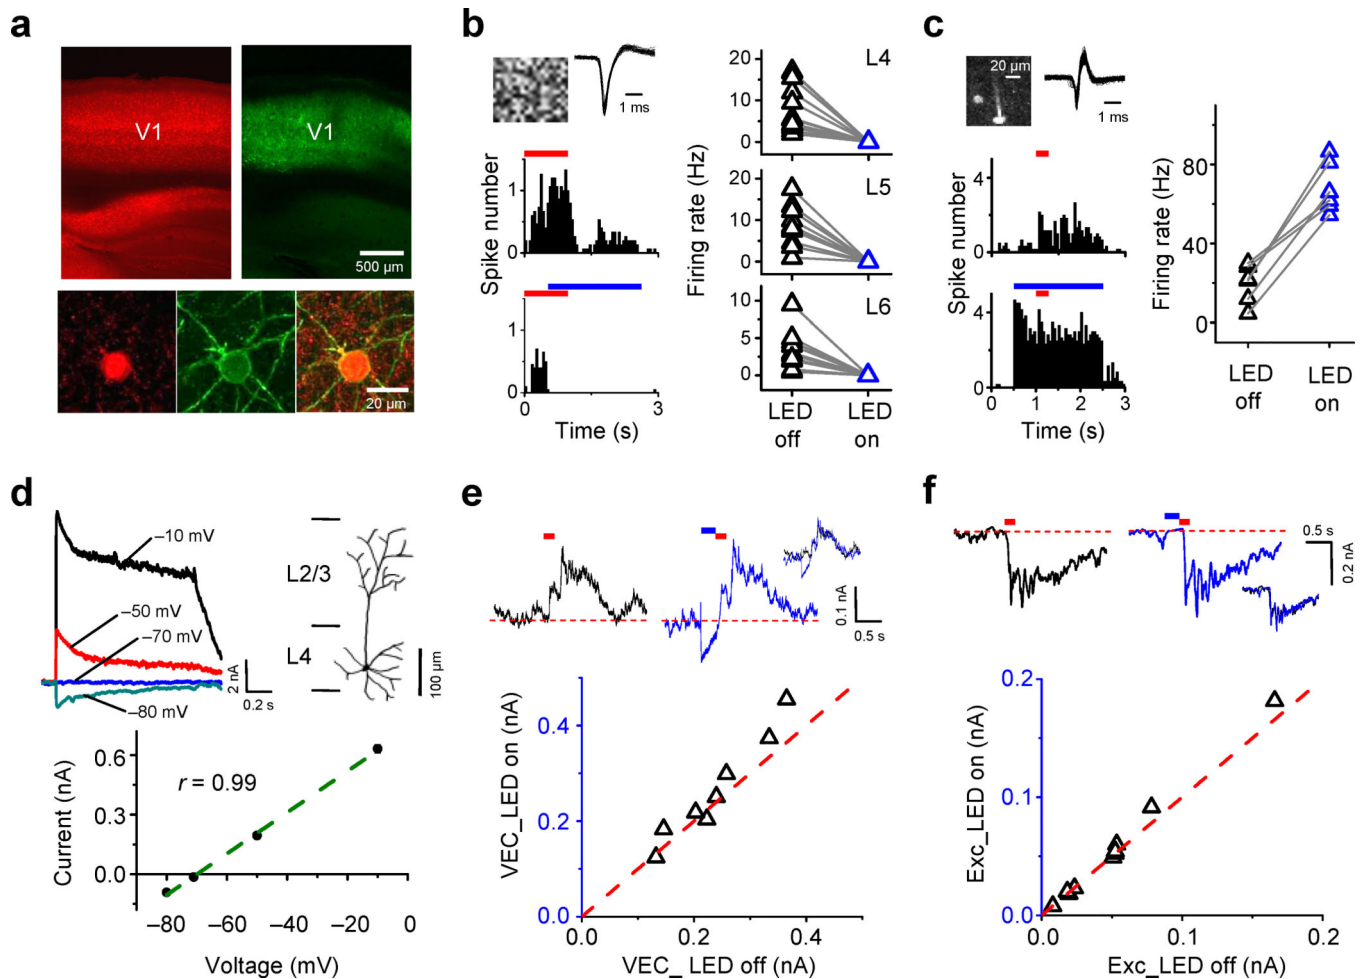 a
V1
V1
500 µm
20 µm
b
1 ms
Spike number
1
0
1
0
0
3
Time (s)
Firing rate (Hz)
20
10
0
L4
20
10
0
L5
10
5
0
L6
LED off
LED on
c
20 µm
1 ms
Spike number
4
0
4
0
0
1
2
3
Time (s)
Firing rate (Hz)
80
40
0
LED off
LED on
d
–10 mV
–50 mV
–70 mV
–80 mV
2 nA
0.2 s
L2/3
L4
100 µm
Current (nA)
0.6
0.3
0.0
r = 0.99
−80
−60
−40
−20
0
Voltage (mV)
e
0.1 nA
0.5 s
VEC_LED on (nA)
0.4
0.2
0.0
0.0
0.2
0.4
VEC_ LED off (nA)
f
0.5 s
0.2 nA
Exc_LED on (nA)
0.2
0.1
0.0
0.0
0.1
0.2
Exc_LED off (nA)